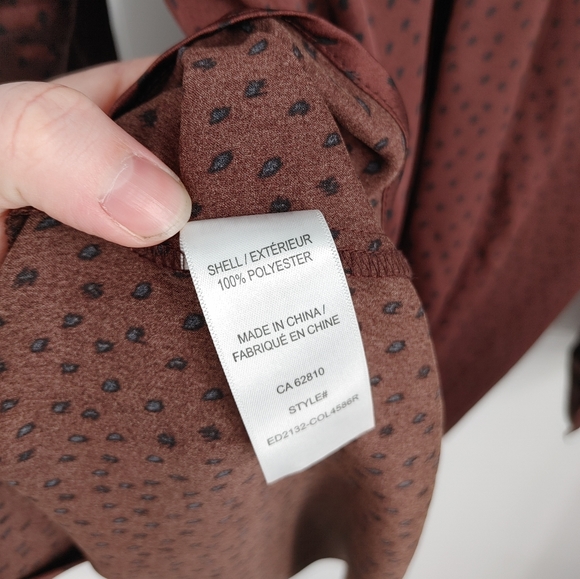 SHELL / EXTÉRIEUR
100% POLYESTER
MADE IN CHINA /
FABRIQUÉ EN CHINE
CA 62810
STYLE#
ED2132-COL4586R